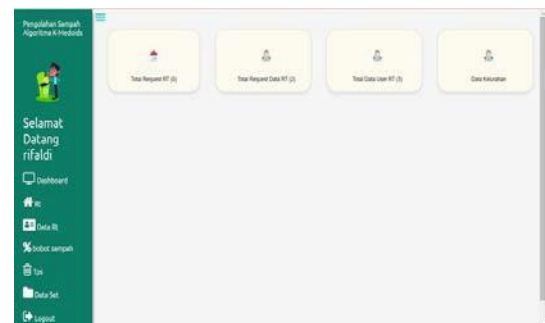 Pengolahan Sampah
Algoritma K-Medoids
Selamat
Datang
rifaldi
Dashboard
Rt
Data Rt
bobot sampah
Tps
Data Set
Logout
Total Request RT (0)
Total Request Data RT (2)
Total Data User RT (3)
Data Kelurahan